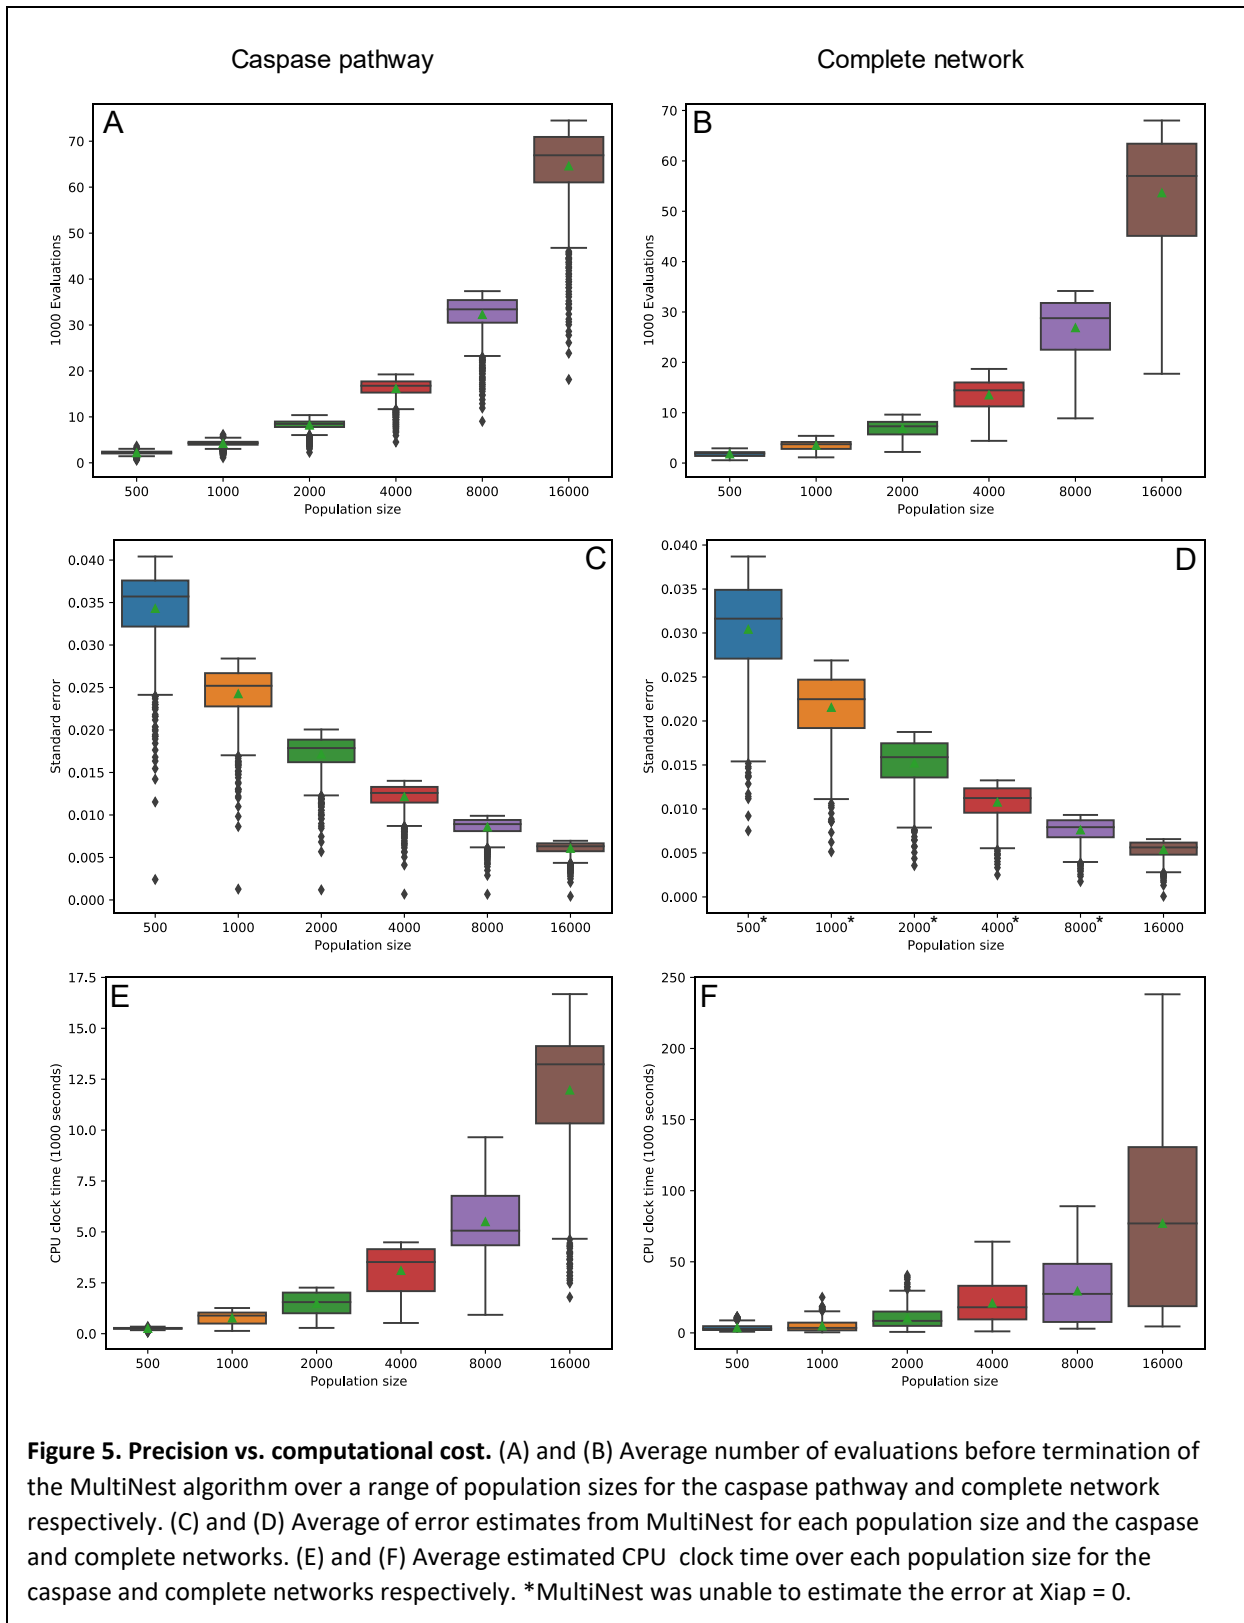 Caspase pathway
Complete network
A
70
60
50
40
30
20
10
0
1000 Evaluations
500 1000 2000 4000 8000 16000
Population size
B
70
60
50
40
30
20
10
0
1000 Evaluations
500 1000 2000 4000 8000 16000
Population size
C
0.040
0.035
0.030
0.025
0.020
0.015
0.010
0.005
0.000
Standard error
500 1000 2000 4000 8000 16000
Population size
D
0.040
0.035
0.030
0.025
0.020
0.015
0.010
0.005
0.000
Standard error
500* 1000* 2000* 4000* 8000* 16000
Population size
E
17.5
15.0
12.5
10.0
7.5
5.0
2.5
0.0
CPU clock time (1000 seconds)
500 1000 2000 4000 8000 16000
Population size
F
250
200
150
100
50
0
CPU clock time (1000 seconds)
500 1000 2000 4000 8000 16000
Population size
Figure 5. Precision vs. computational cost. (A) and (B) Average number of evaluations before termination of
the MultiNest algorithm over a range of population sizes for the caspase pathway and complete network
respectively. (C) and (D) Average of error estimates from MultiNest for each population size and the caspase
and complete networks. (E) and (F) Average estimated CPU clock time over each population size for the
caspase and complete networks respectively. *MultiNest was unable to estimate the error at Xiap = 0.